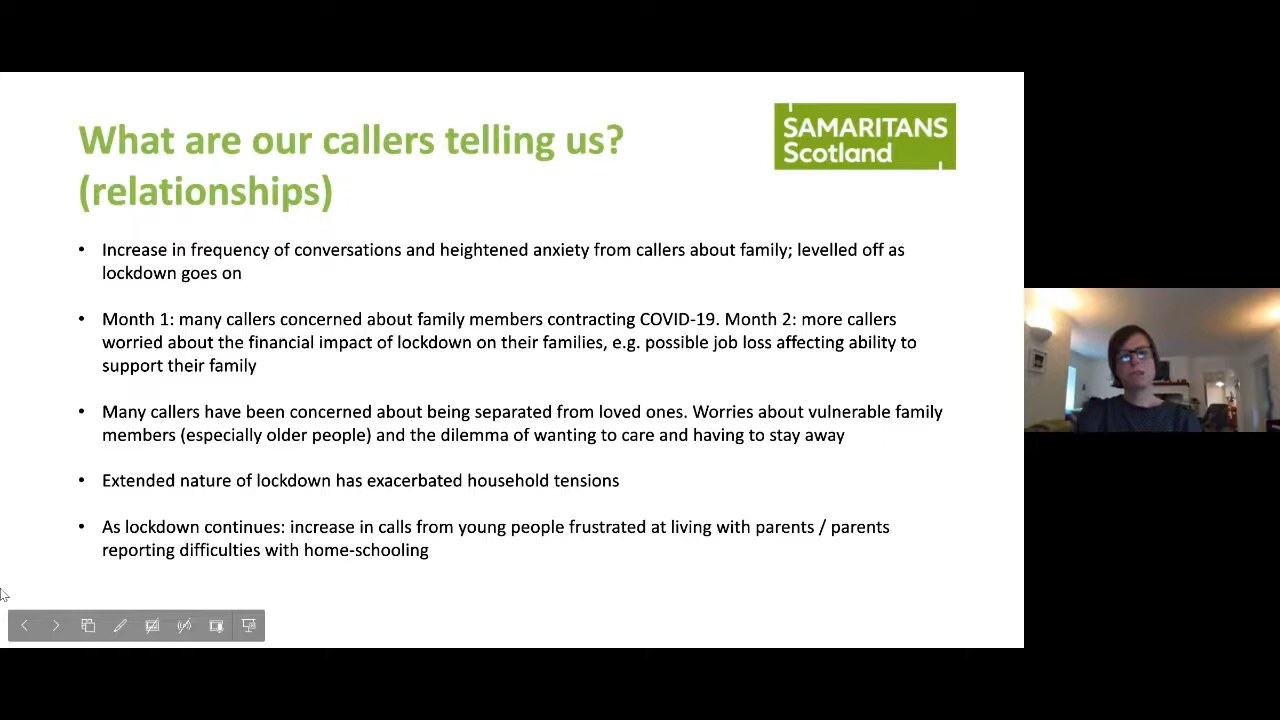 What are our callers telling us?
(relationships)
SAMARITANS
Scotland
• Increase in frequency of conversations and heightened anxiety from callers about family; levelled off as
lockdown goes on
• Month 1: many callers concerned about family members contracting COVID-19. Month 2: more callers
worried about the financial impact of lockdown on their families, e.g. possible job loss affecting ability to
support their family
• Many callers have been concerned about being separated from loved ones. Worries about vulnerable family
members (especially older people) and the dilemma of wanting to care and having to stay away
• Extended nature of lockdown has exacerbated household tensions
• As lockdown continues: increase in calls from young people frustrated at living with parents / parents
reporting difficulties with home-schooling